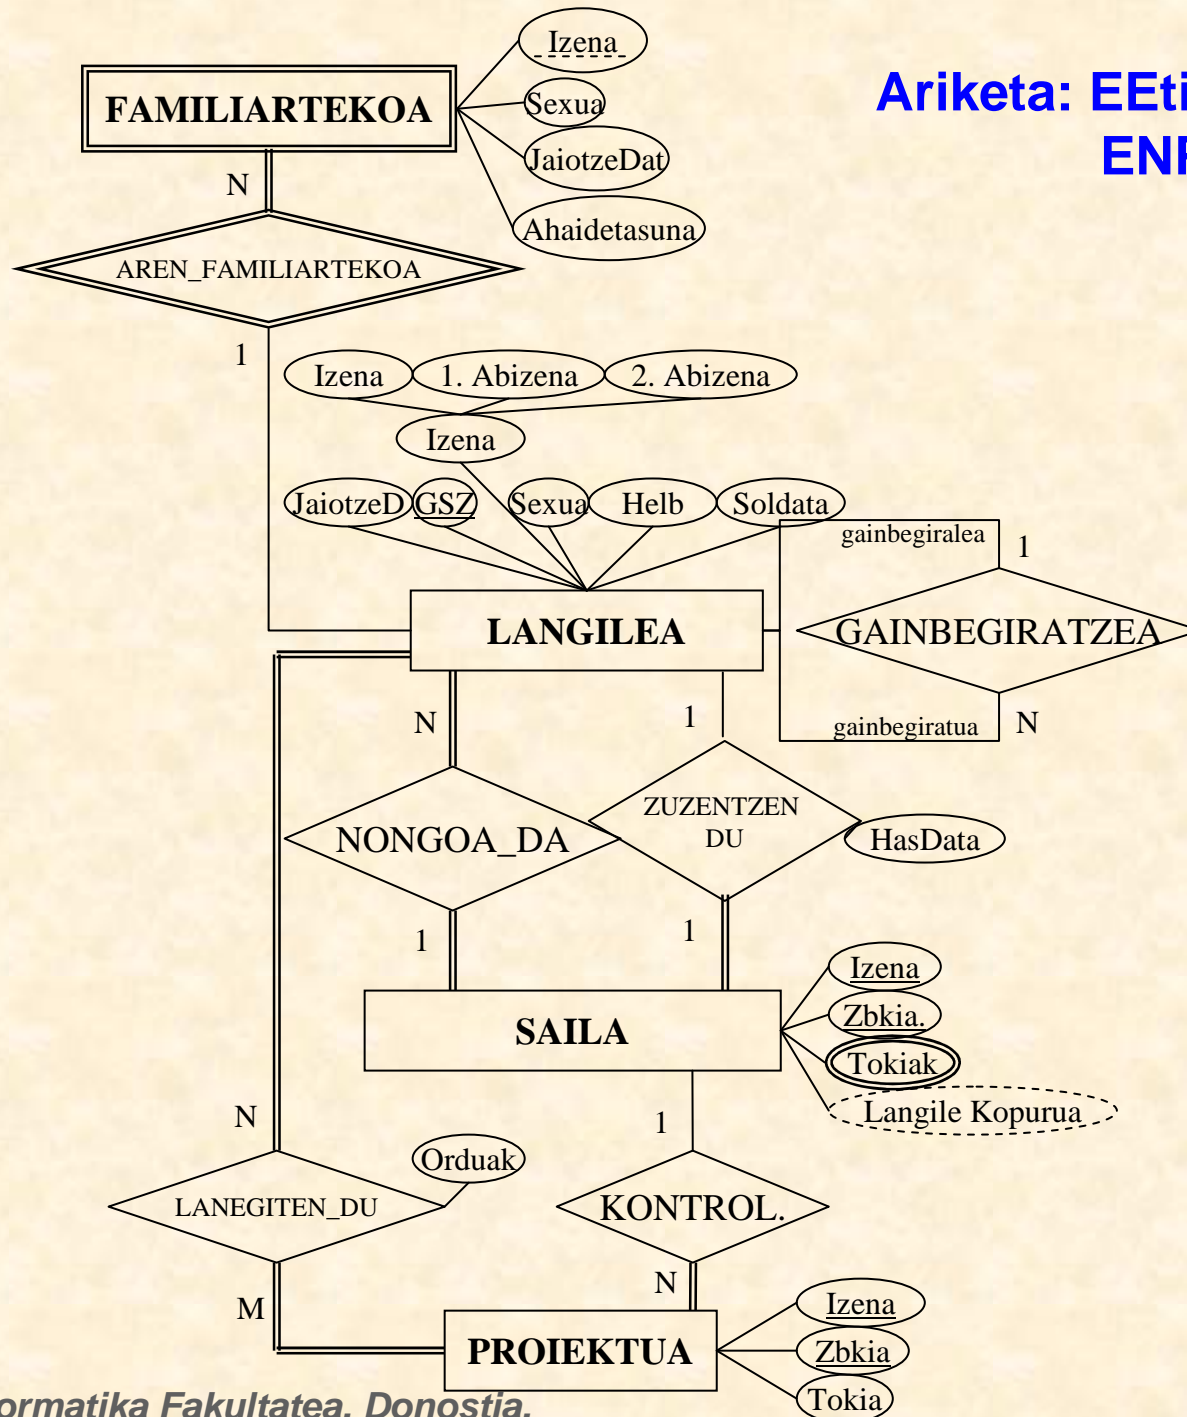 Ariketa: EEti
ENP
Izena
FAMILIARTEKOA
Sexua
JaiotzeDat
N
Ahaidetasuna
AREN_FAMILIARTEKOA
1
Izena
1. Abizena
2. Abizena
Izena
JaiotzeD
GSZ
Sexua
Helb
Soldata
gainbegiralea
1
LANGILEA
GAINBEGIRATZEA
N
1
gainbegiratua
N
ZUZENTZEN
DU
NONGOA_DA
HasData
1
1
Izena
Zbkia.
SAILA
Tokiak
Langile Kopurua
N
1
Orduak
LANEGITEN_DU
KONTROL.
M
N
Izena
PROIEKTUA
Zbkia
Tokia
ormatika Fakultatea. Donostia.